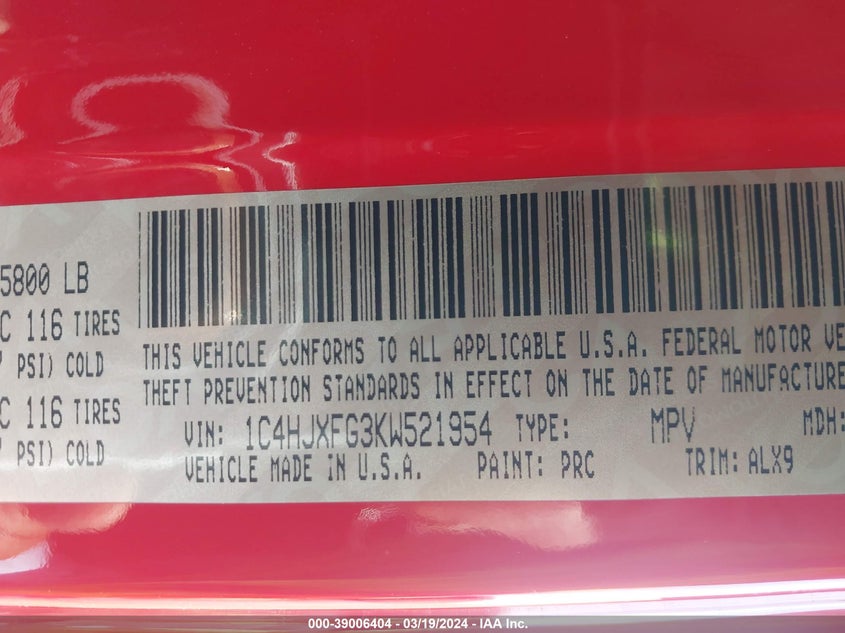 5800 LB
C 116 TIRES
PSI) COLD
C 116 TIRES
PSI) COLD
THIS VEHICLE CONFORMS TO ALL APPLICABLE U.S.A. FEDERAL MOTOR VE
THEFT PREVENTION STANDARDS IN EFFECT ON THE DATE OF MANUFACTURE
VIN: 1C4HJXFG3KW521954 TYPE: MPV MDH:
VEHICLE MADE IN U.S.A. PAINT: PRC TRIM: ALX9
000-39006404 - 03/19/2024 - IAA Inc.